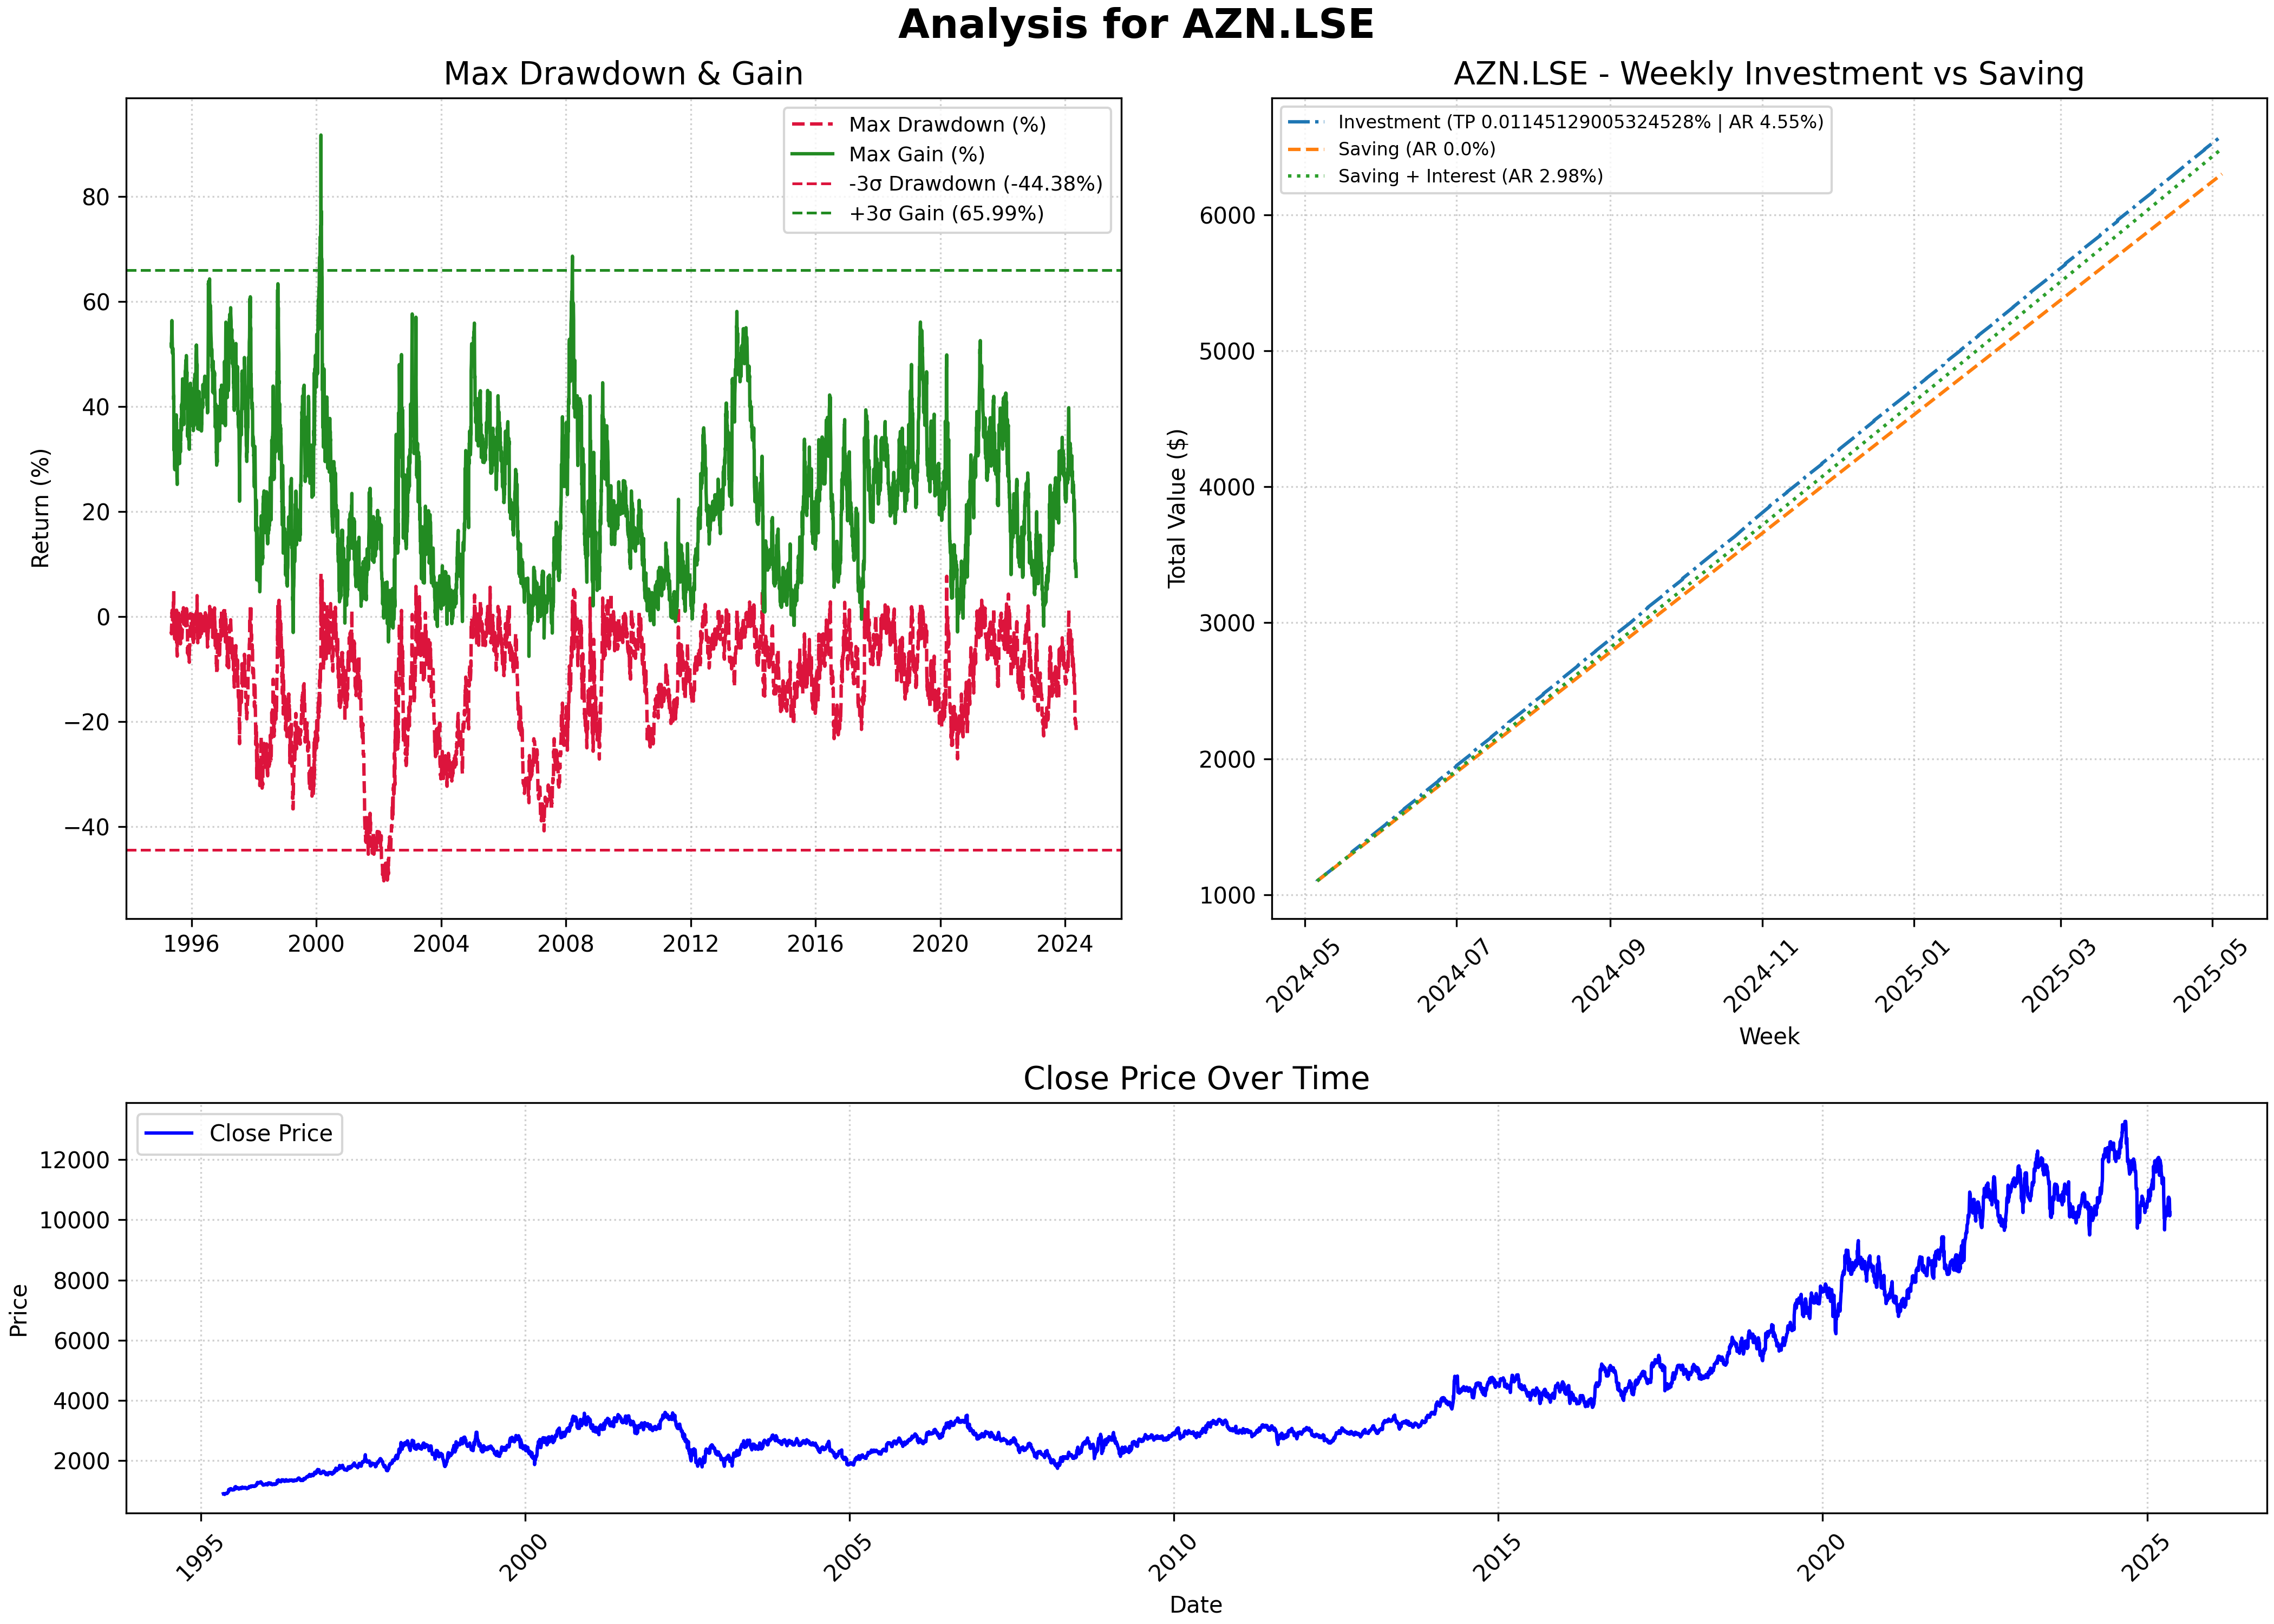 Analysis for AZN.LSE
Max Drawdown & Gain
Max Drawdown (%)
Max Gain (%)
-3σ Drawdown (-44.38%)
+3σ Gain (65.99%)
Return (%)
80
60
40
20
0
−20
−40
1996
2000
2004
2008
2012
2016
2020
2024
AZN.LSE - Weekly Investment vs Saving
Investment (TP 0.01145129005324528% | AR 4.55%)
Saving (AR 0.0%)
Saving + Interest (AR 2.98%)
Total Value ($)
6000
5000
4000
3000
2000
1000
2024-05
2024-07
2024-09
2024-11
2025-01
2025-03
2025-05
Week
Close Price Over Time
Close Price
Price
12000
10000
8000
6000
4000
2000
1995
2000
2005
2010
2015
2020
2025
Date